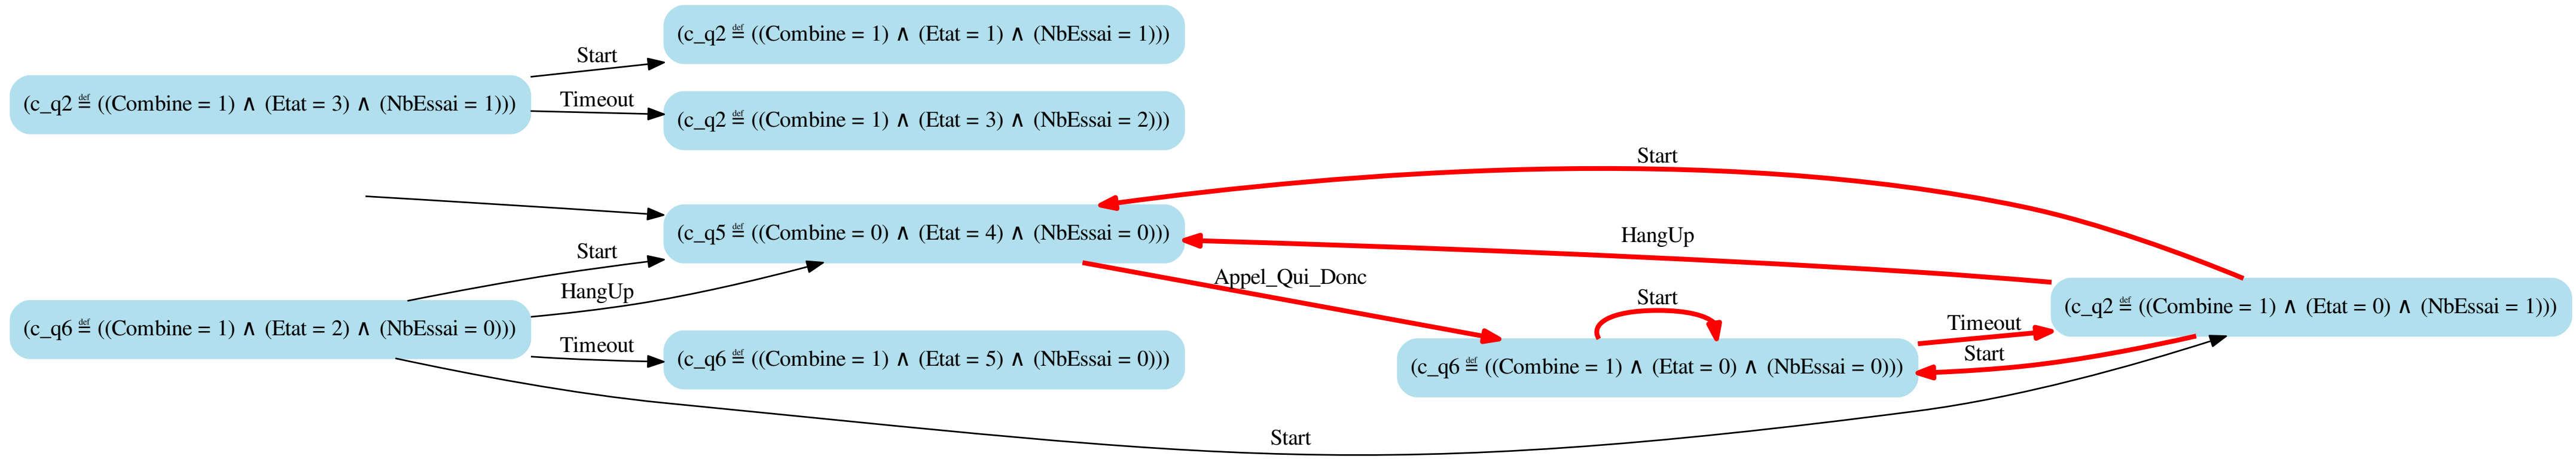 (c_q2 ≝ ((Combine = 1) ∧ (Etat = 1) ∧ (NbEssai = 1)))
Start
(c_q2 ≝ ((Combine = 1) ∧ (Etat = 3) ∧ (NbEssai = 1)))
Timeout
(c_q2 ≝ ((Combine = 1) ∧ (Etat = 3) ∧ (NbEssai = 2)))
Start
(c_q5 ≝ ((Combine = 0) ∧ (Etat = 4) ∧ (NbEssai = 0)))
HangUp
Start
Appel_Qui_Donc
HangUp
Start
(c_q2 ≝ ((Combine = 1) ∧ (Etat = 0) ∧ (NbEssai = 1)))
(c_q6 ≝ ((Combine = 1) ∧ (Etat = 2) ∧ (NbEssai = 0)))
Timeout
Timeout
Start
(c_q6 ≝ ((Combine = 1) ∧ (Etat = 5) ∧ (NbEssai = 0)))
(c_q6 ≝ ((Combine = 1) ∧ (Etat = 0) ∧ (NbEssai = 0)))
Start